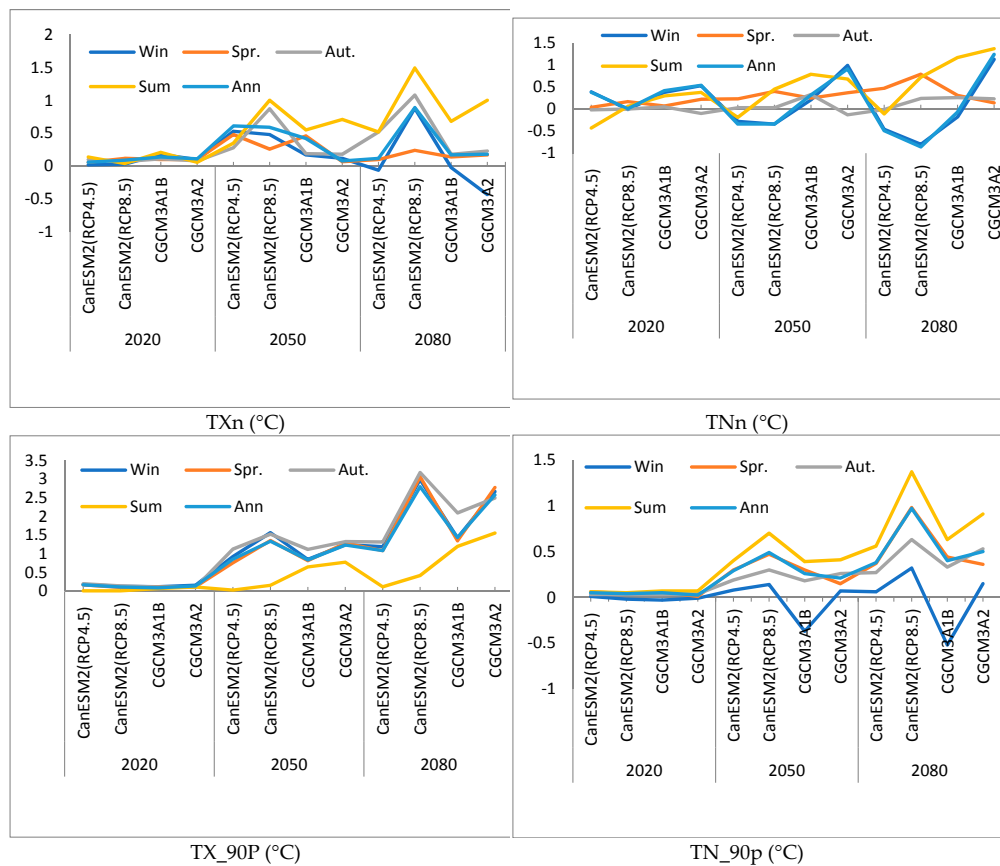 2
1.5
1
0.5
0
-0.5
-1
Win Spr. Aut.
Sum Ann
CanESM2(RCP4.5)
CanESM2(RCP8.5)
CGCM3A1B
CGCM3A2
CanESM2(RCP4.5)
CanESM2(RCP8.5)
CGCM3A1B
CGCM3A2
CanESM2(RCP4.5)
CanESM2(RCP8.5)
CGCM3A1B
CGCM3A2
2020 2050 2080
TXn (°C)
1.5
1
0.5
0
-0.5
-1
Win Spr. Aut.
Sum Ann
CanESM2(RCP4.5)
CanESM2(RCP8.5)
CGCM3A1B
CGCM3A2
CanESM2(RCP4.5)
CanESM2(RCP8.5)
CGCM3A1B
CGCM3A2
CanESM2(RCP4.5)
CanESM2(RCP8.5)
CGCM3A1B
CGCM3A2
2020 2050 2080
TNn (°C)
3.5
3
2.5
2
1.5
1
0.5
0
Win Spr. Aut.
Sum Ann
CanESM2(RCP4.5)
CanESM2(RCP8.5)
CGCM3A1B
CGCM3A2
CanESM2(RCP4.5)
CanESM2(RCP8.5)
CGCM3A1B
CGCM3A2
CanESM2(RCP4.5)
CanESM2(RCP8.5)
CGCM3A1B
CGCM3A2
2020 2050 2080
TX_90P (°C)
1.5
1
0.5
0
-0.5
-1
Win Spr. Aut.
Sum Ann
CanESM2(RCP4.5)
CanESM2(RCP8.5)
CGCM3A1B
CGCM3A2
CanESM2(RCP4.5)
CanESM2(RCP8.5)
CGCM3A1B
CGCM3A2
CanESM2(RCP4.5)
CanESM2(RCP8.5)
CGCM3A1B
CGCM3A2
2020 2050 2080
TN_90p (°C)